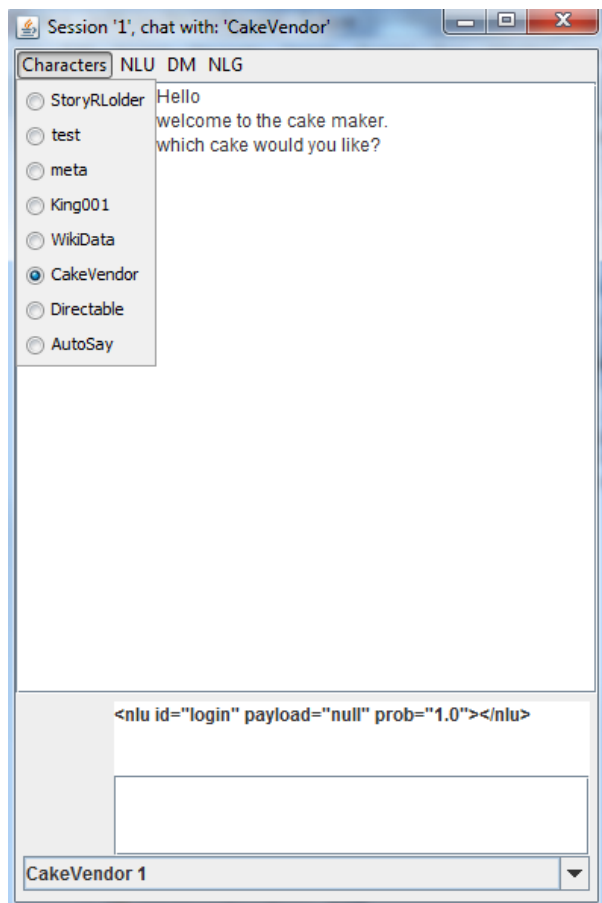 Session '1', chat with: 'CakeVendor'
Characters NLU DM NLG
StoryRLolder
test
meta
King001
WikiData
CakeVendor
Directable
AutoSay
Hello
welcome to the cake maker.
which cake would you like?
<nlu id="login" payload="null" prob="1.0"></nlu>
CakeVendor 1